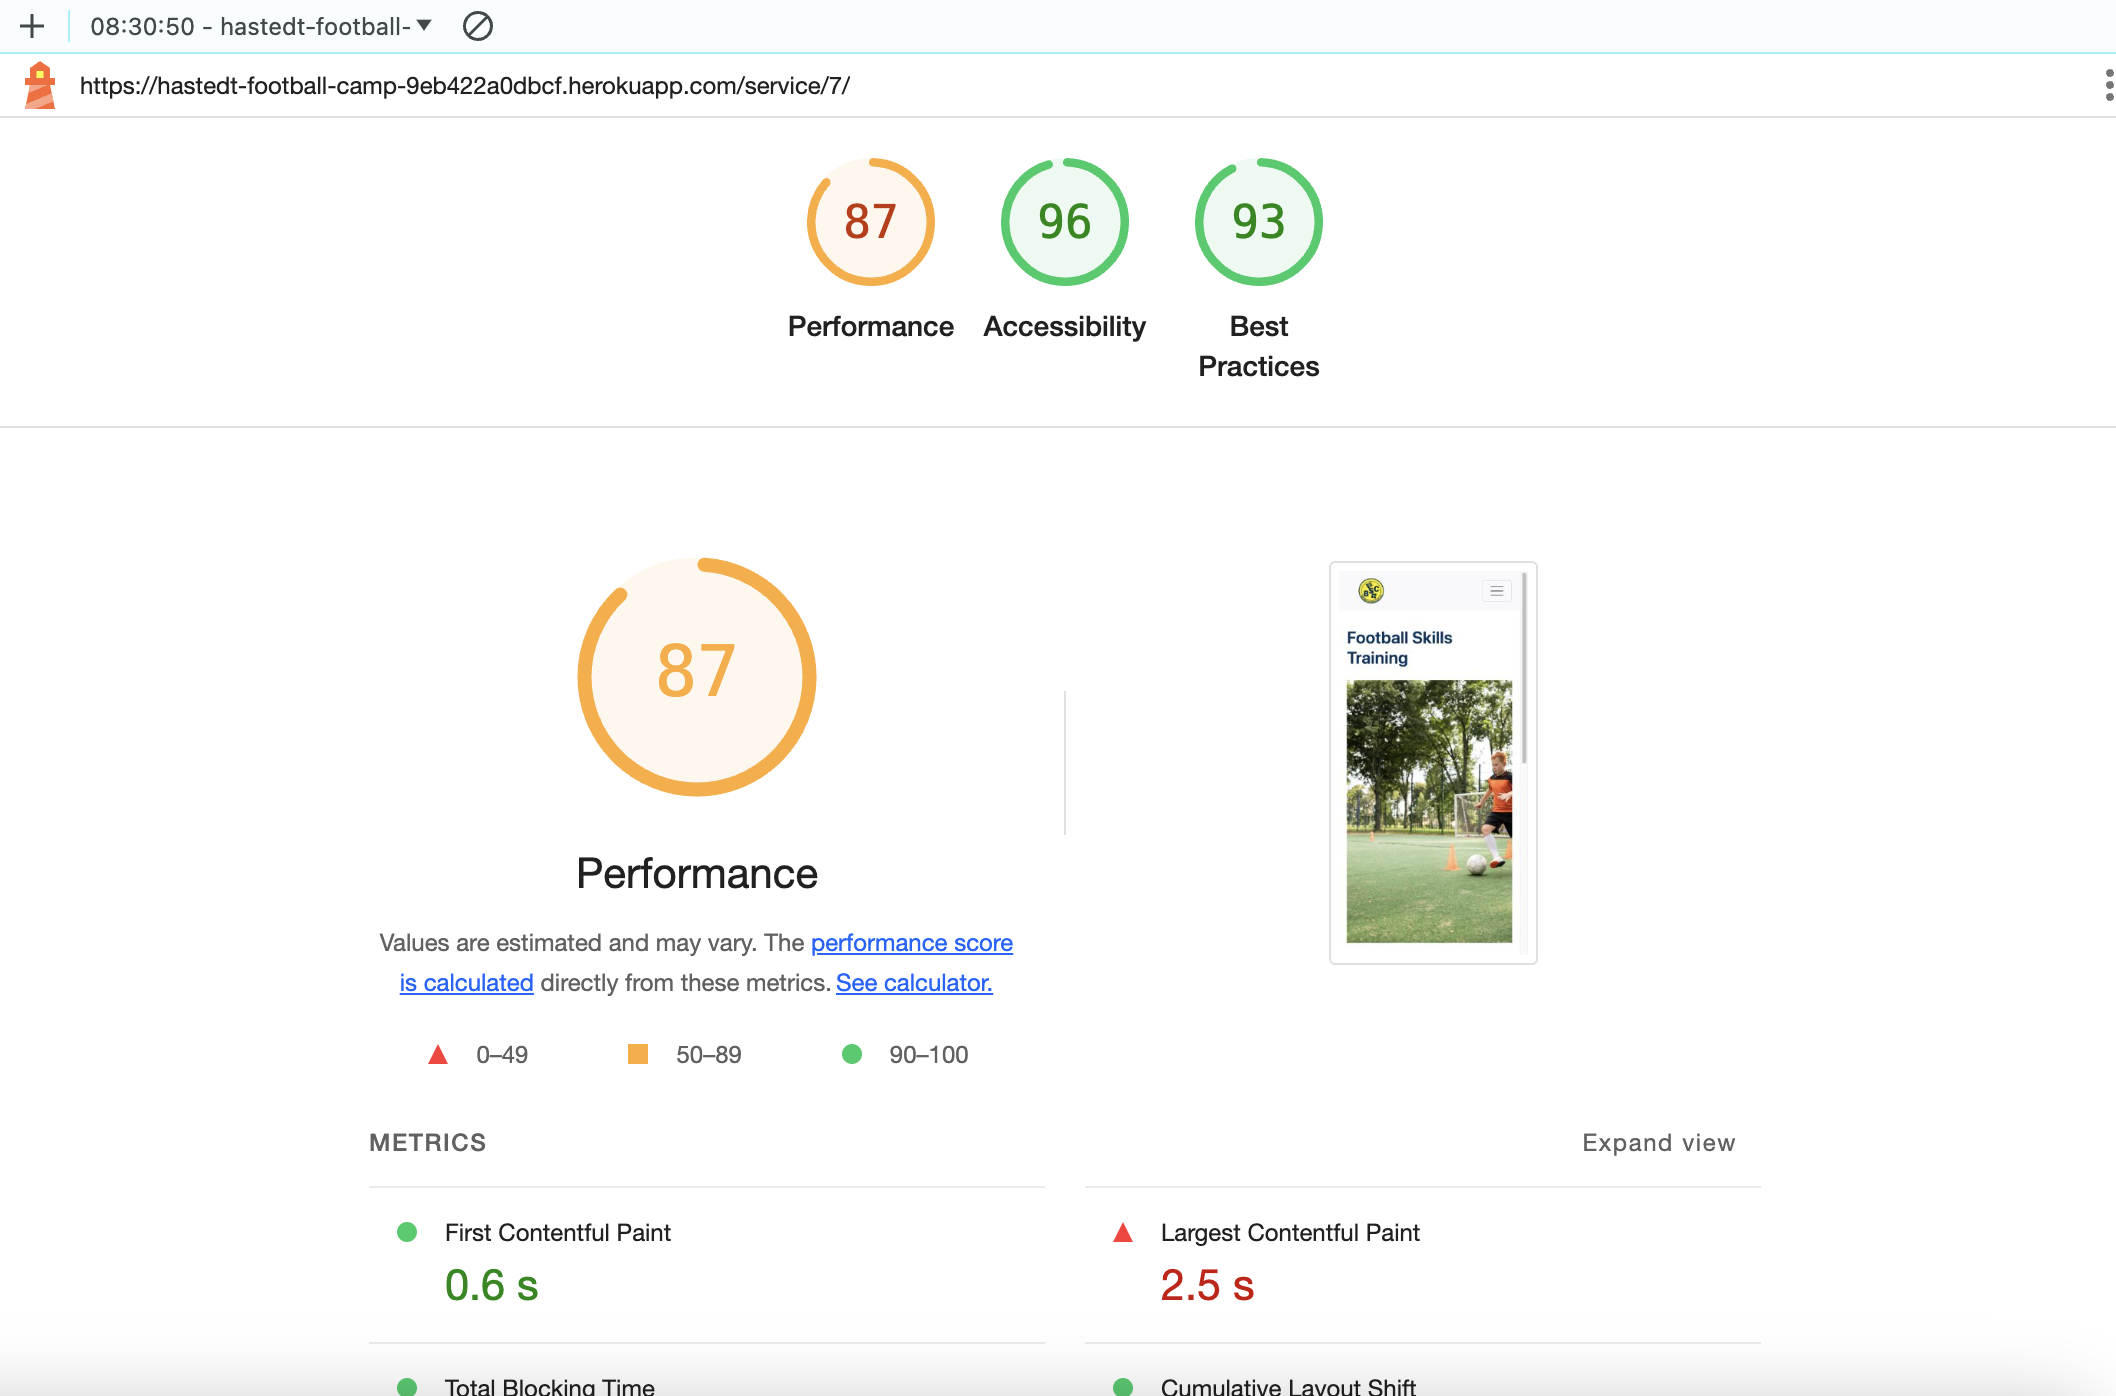 08:30:50 - hastedt-football-
https://hastedt-football-camp-9eb422a0dbcf.herokuapp.com/service/7/
87
96
93
Performance
Accessibility
Best
Practices
87
Football Skills
Training
Performance
Values are estimated and may vary. The performance score
is calculated directly from these metrics. See calculator.
0–49
50–89
90–100
METRICS
Expand view
First Contentful Paint
0.6 s
Largest Contentful Paint
2.5 s
Total Blocking Time
Cumulative Layout Shift